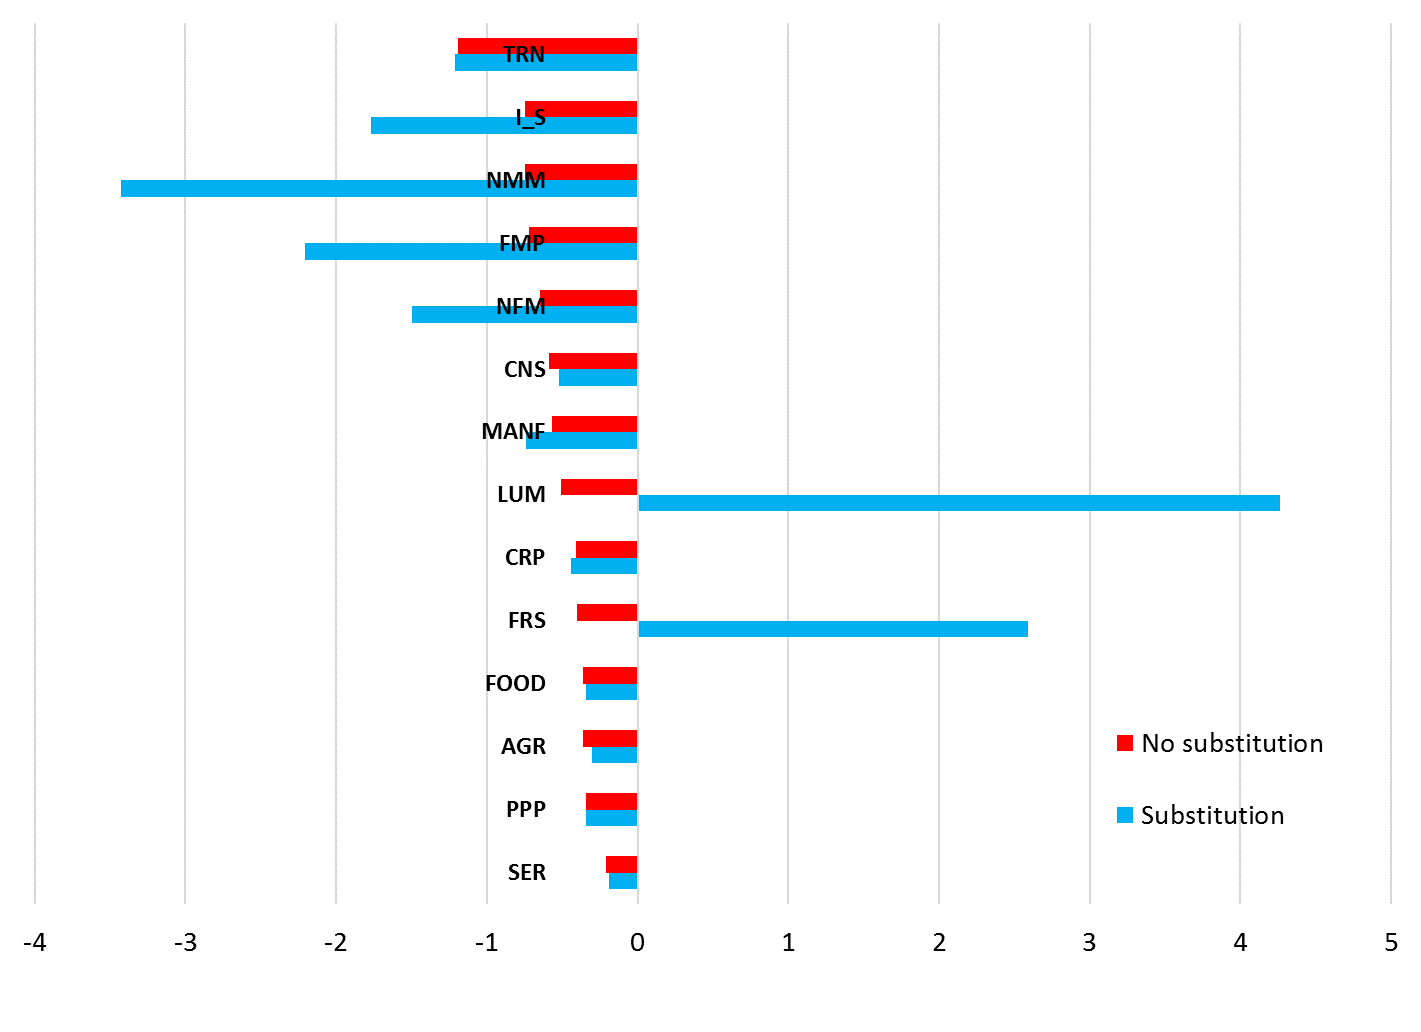 TRN
I_S
NMM
FMP
NFM
CNS
MANF
LUM
CRP
FRS
FOOD
AGR
No substitution
PPP
Substitution
SER
-4 -3 -2 -1 0 1 2 3 4 5